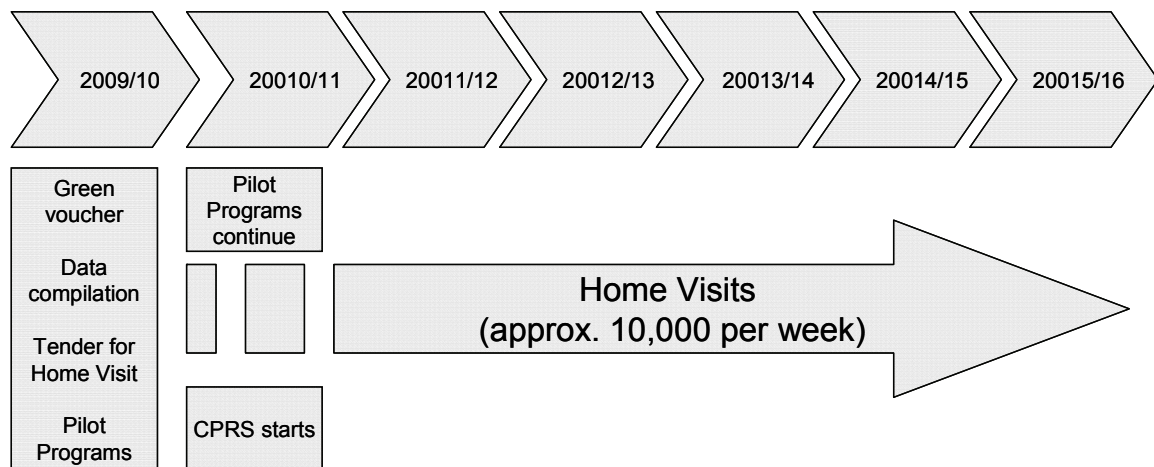 2009/10
20010/11
20011/12
20012/13
20013/14
20014/15
20015/16
Green
voucher
Data
compilation
Tender for
Home Visit
Pilot
Programs
Pilot
Programs
continue
CPRS starts
Home Visits
(approx. 10,000 per week)